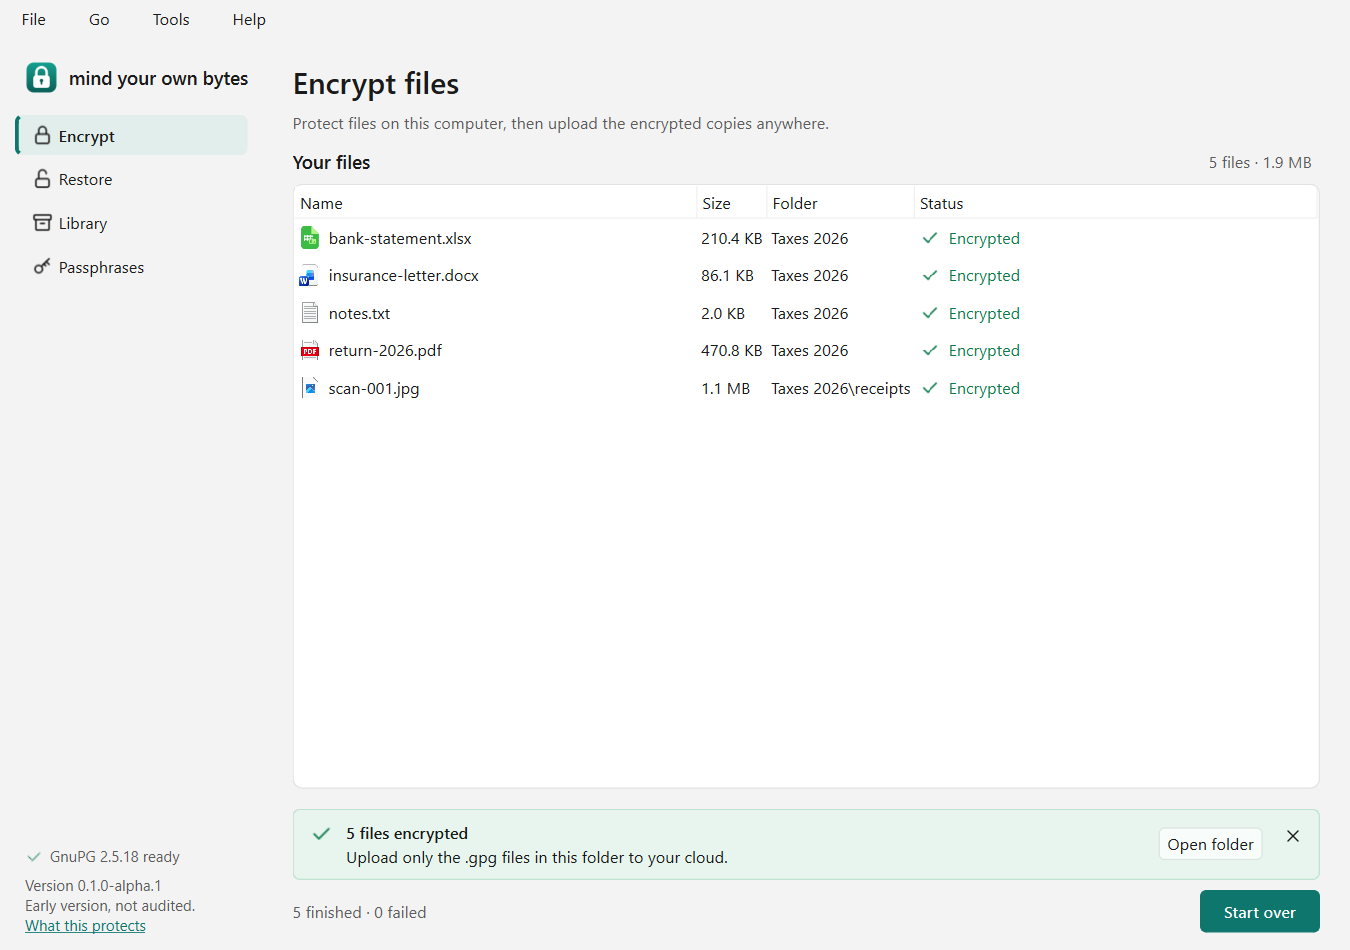 File Go Tools Help
mind your own bytes
Encrypt
Restore
Library
Passphrases
Encrypt files
Protect files on this computer, then upload the encrypted copies anywhere.
Your files 5 files · 1.9 MB
Name Size Folder Status
bank-statement.xlsx 210.4 KB Taxes 2026 Encrypted
insurance-letter.docx 86.1 KB Taxes 2026 Encrypted
notes.txt 2.0 KB Taxes 2026 Encrypted
return-2026.pdf 470.8 KB Taxes 2026 Encrypted
scan-001.jpg 1.1 MB Taxes 2026\receipts Encrypted
5 files encrypted
Upload only the .gpg files in this folder to your cloud.
Open folder
5 finished · 0 failed
Start over
GnuPG 2.5.18 ready
Version 0.1.0-alpha.1
Early version, not audited.
What this protects